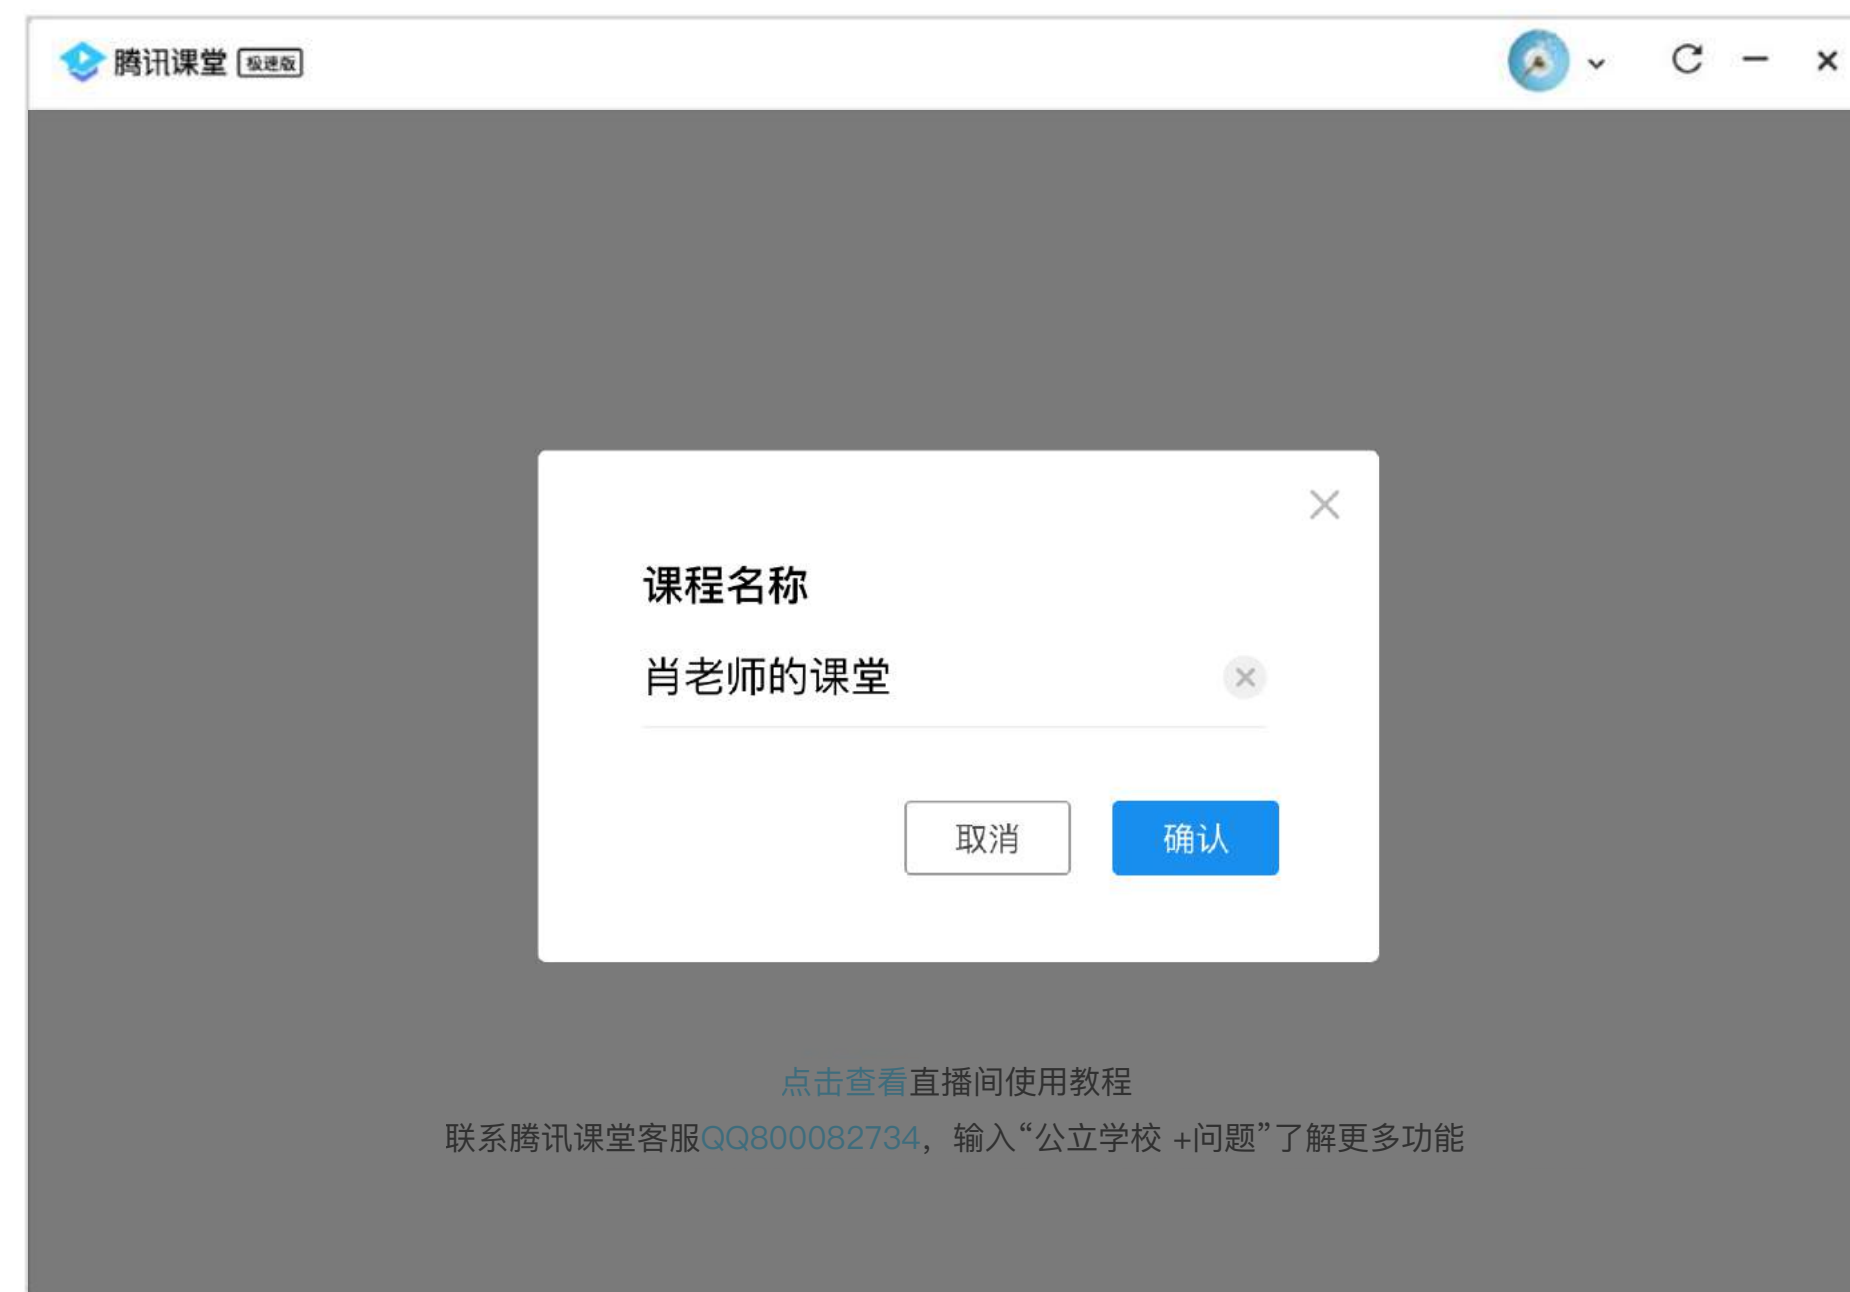 腾讯课堂 极速版
课程名称
肖老师的课堂
取消 确认
点击查看直播间使用教程
联系腾讯课堂客服QQ800082734，输入“公立学校 +问题”了解更多功能